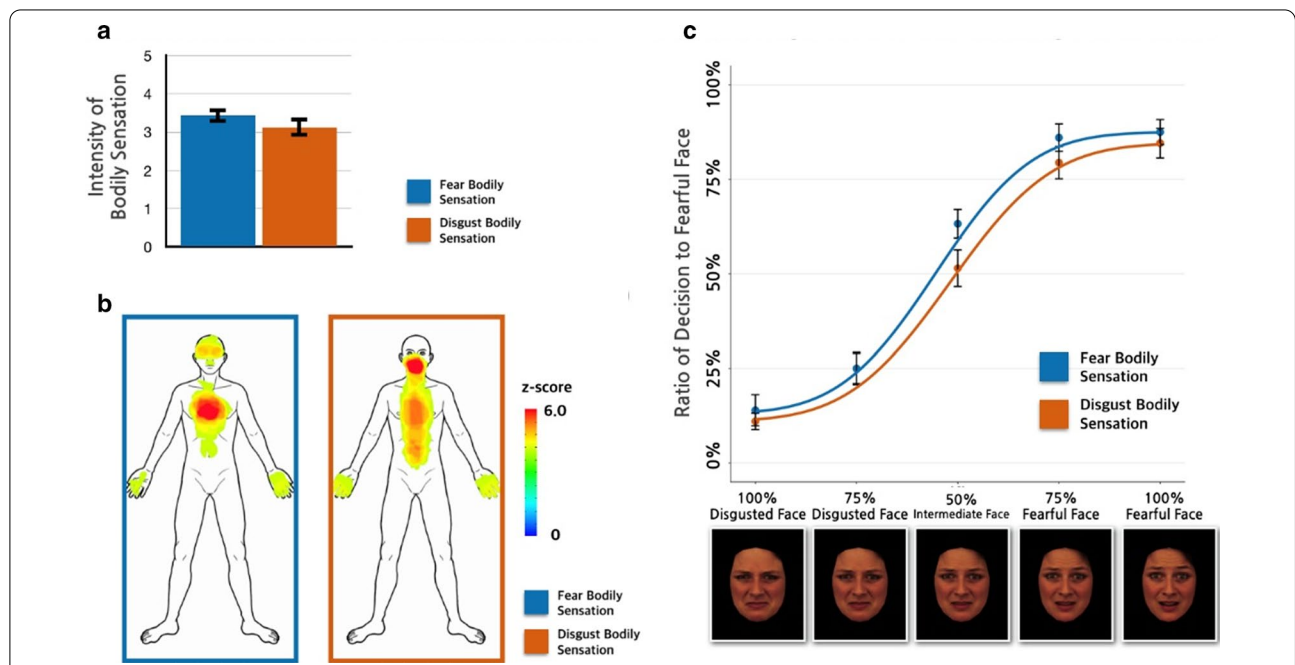 a
5
4
3
2
1
0
Intensity of
Bodily Sensation
Fear Bodily
Sensation
Disgust Bodily
Sensation
b
z-score
6.0
0
Fear Bodily
Sensation
Disgust Bodily
Sensation
c
Ratio of Decision to Fearful Face
100%
75%
50%
25%
0%
Fear Bodily
Sensation
Disgust Bodily
Sensation
100% 75% 50% 75% 100%
Disgusted Face Disgusted Face Intermediate Face Fearful Face Fearful Face